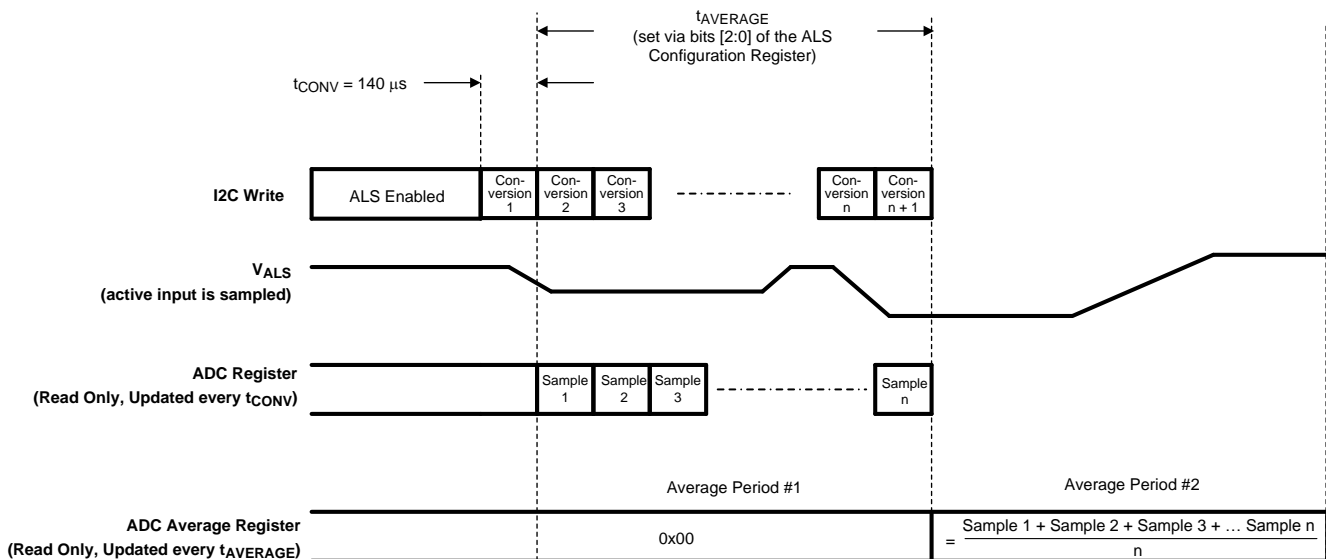 tAVERAGE
(set via bits [2:0] of the ALS
Configuration Register)
tCONV = 140 μs
I2C Write
ALS Enabled
Con-
version
1
Con-
version
2
Con-
version
3
Con-
version
n
Con-
version
n + 1
VALS
(active input is sampled)
ADC Register
(Read Only, Updated every tCONV)
Sample
1
Sample
2
Sample
3
Sample
n
Average Period #1
Average Period #2
ADC Average Register
(Read Only, Updated every tAVERAGE)
0x00
= Sample 1 + Sample 2 + Sample 3 + ... Sample n
n